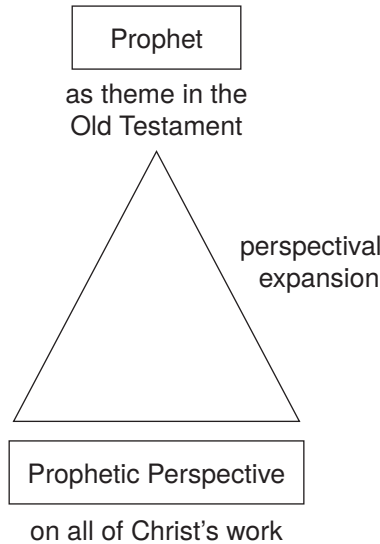 Prophet
as theme in the
Old Testament
perspectival
expansion
Prophetic Perspective
on all of Christ's work